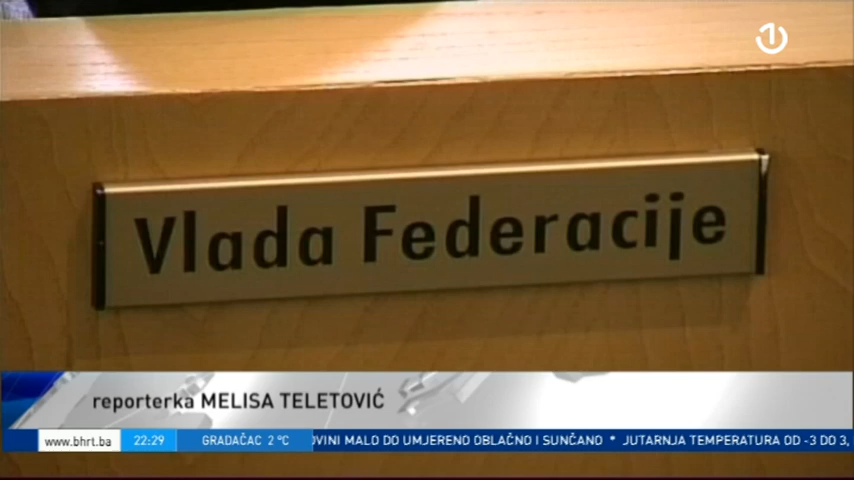 Vlada Federacije
reporterka MELISA TELETOVIĆ
www.bhrt.ba 22:29 GRADAČAC 2 °C OVINI MALO DO UMJERENO OBLAČNO I SUNČANO * JUTARNJA TEMPERATURA OD -3 DO 3,